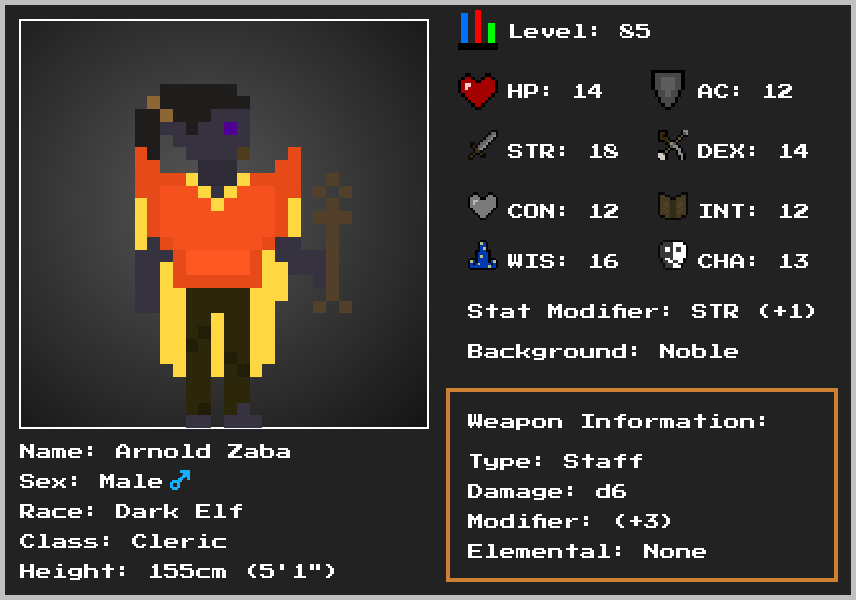 Level: 85
HP: 14
AC: 12
STR: 18
DEX: 14
CON: 12
INT: 12
WIS: 16
CHA: 13
Stat Modifier: STR (+1)
Background: Noble
Weapon Information:
Type: Staff
Damage: d6
Modifier: (+3)
Elemental: None
Name: Arnold Zaba
Sex: Male♂
Race: Dark Elf
Class: Cleric
Height: 155cm (5'1")